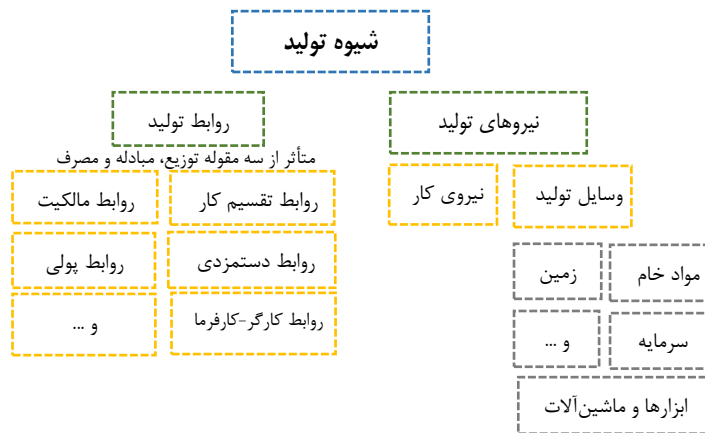 شیوه تولید
نیروهای تولید
روابط تولید
متأثر از سه مقوله توزیع، مبادله و مصرف
وسایل تولید
نیروی کار
روابط تقسیم کار
روابط مالکیت
مواد خام
زمین
روابط دستمزدی
روابط پولی
سرمایه
و ...
روابط کارگر-کارفرما
و ...
ابزارها و ماشین‌آلات